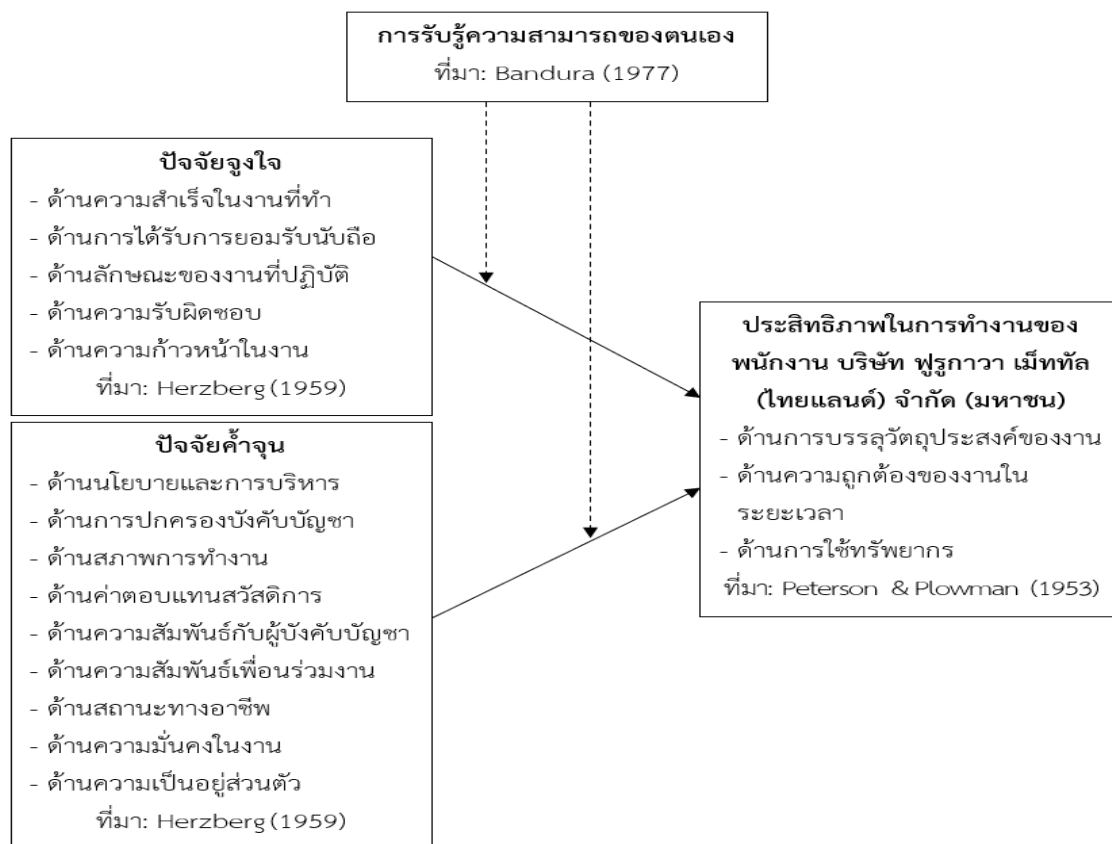 การรับรู้ความสามารถของตนเอง
ที่มา: Bandura (1977)
ปัจจัยจูงใจ
- ด้านความสำเร็จในงานที่ทำ
- ด้านการได้รับการยอมรับนับถือ
- ด้านลักษณะของงานที่ปฏิบัติ
- ด้านความรับผิดชอบ
- ด้านความก้าวหน้าในงาน
ที่มา: Herzberg (1959)
ปัจจัยค้ำจุน
- ด้านนโยบายและการบริหาร
- ด้านการปกครองบังคับบัญชา
- ด้านสภาพการทำงาน
- ด้านค่าตอบแทนสวัสดิการ
- ด้านความสัมพันธ์กับผู้บังคับบัญชา
- ด้านความสัมพันธ์เพื่อนร่วมงาน
- ด้านสถานะทางอาชีพ
- ด้านความมั่นคงในงาน
- ด้านความเป็นอยู่ส่วนตัว
ที่มา: Herzberg (1959)
ประสิทธิภาพในการทำงานของ
พนักงาน บริษัท ฟูรูกาวา เม็ททัล
(ไทยแลนด์) จำกัด (มหาชน)
- ด้านการบรรลุวัตถุประสงค์ของงาน
- ด้านความถูกต้องของงานใน
ระยะเวลา
- ด้านการใช้ทรัพยากร
ที่มา: Peterson & Plowman (1953)